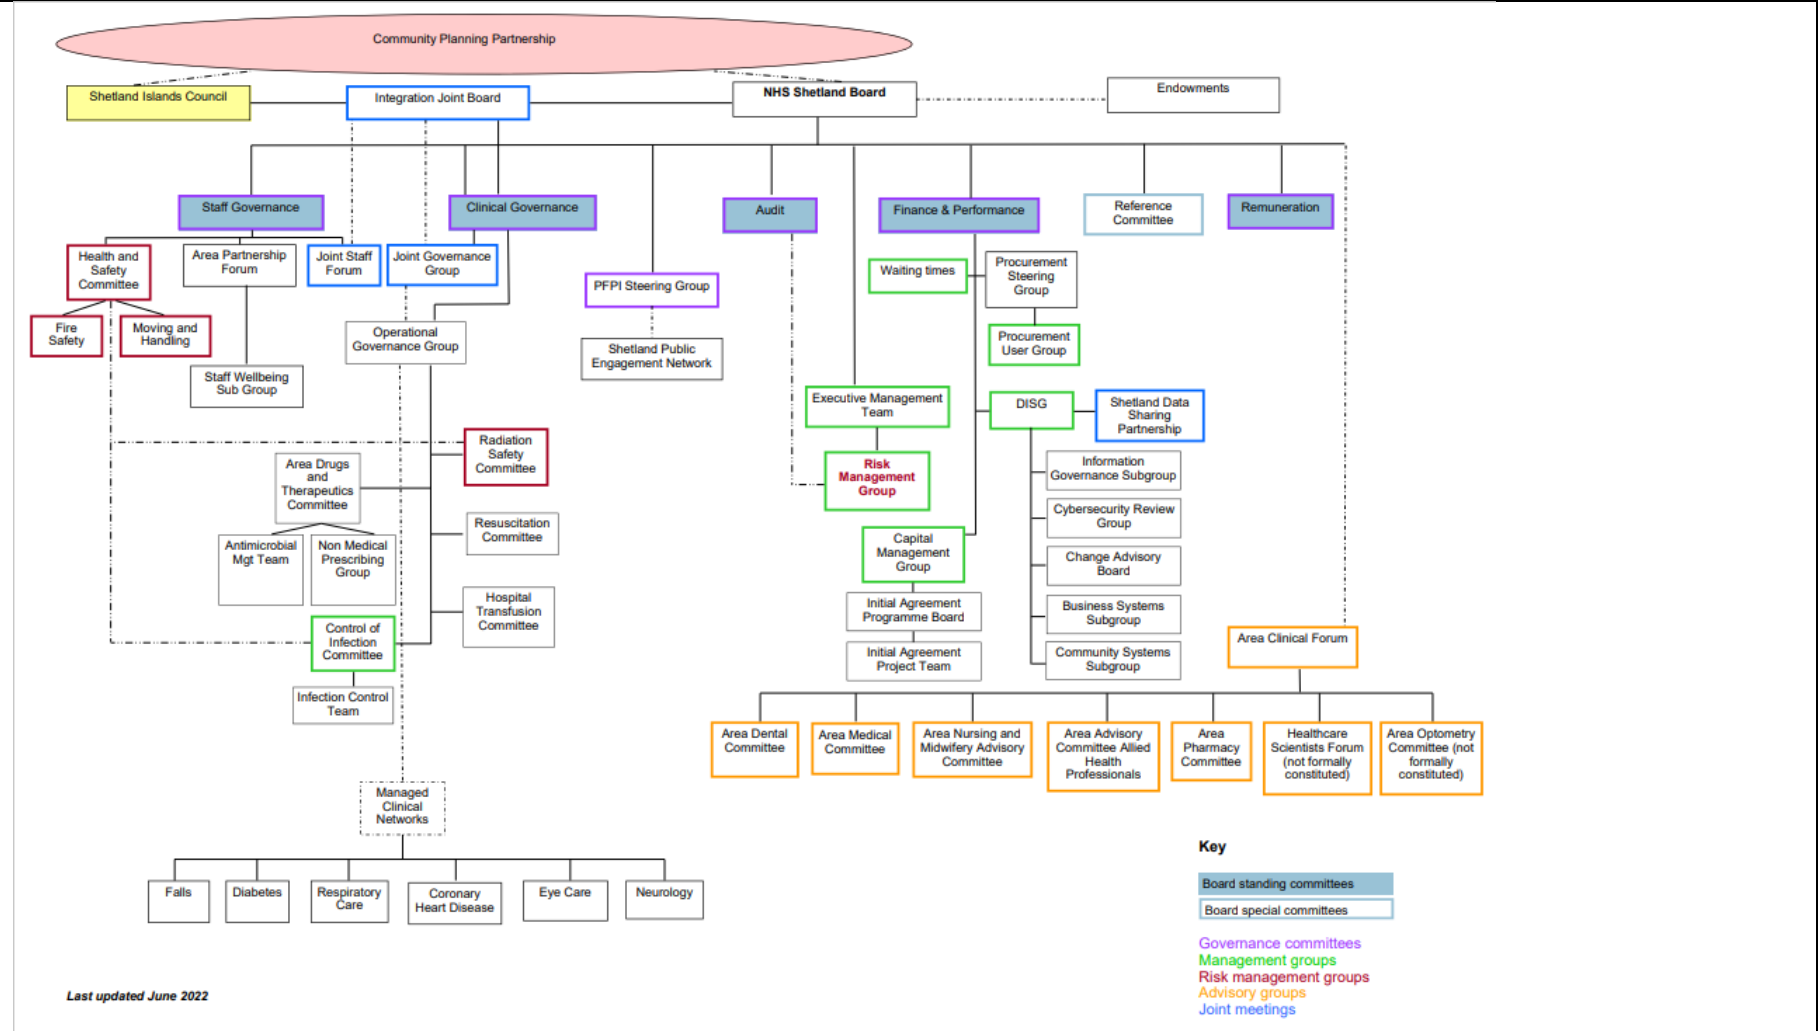 Community Planning Partnership
Shetland Islands Council
Integration Joint Board
NHS Shetland Board
Endowments
Staff Governance
Clinical Governance
Audit
Finance & Performance
Reference
Committee
Remuneration
Health and
Safety
Committee
Area Partnership
Forum
Joint Staff
Forum
Joint Governance
Group
PFPI Steering Group
Waiting times
Procurement
Steering
Group
Fire
Safety
Moving and
Handling
Operational
Governance Group
Shetland Public
Engagement Network
Procurement
User Group
Staff Wellbeing
Sub Group
Executive Management
Team
DISG
Shetland Data
Sharing
Partnership
Radiation
Safety
Committee
Area Drugs
and
Therapeutics
Committee
Risk
Management
Group
Information
Governance Subgroup
Cybersecurity Review
Group
Resuscitation
Committee
Antimicrobial
Mgt Team
Non Medical
Prescribing
Group
Capital
Management
Group
Change Advisory
Board
Hospital
Transfusion
Committee
Initial Agreement
Programme Board
Business Systems
Subgroup
Control of
Infection
Committee
Initial Agreement
Project Team
Community Systems
Subgroup
Area Clinical Forum
Infection Control
Team
Area Dental
Committee
Area Medical
Committee
Area Nursing and
Midwifery Advisory
Committee
Area Advisory
Committee Allied
Health
Professionals
Area
Pharmacy
Committee
Healthcare
Scientists Forum
(not formally
constituted)
Area Optometry
Committee (not
formally
constituted)
Managed
Clinical
Networks
Falls
Diabetes
Respiratory
Care
Coronary
Heart Disease
Eye Care
Neurology
Key
Board standing committees
Board special committees
Governance committees
Management groups
Risk management groups
Advisory groups
Joint meetings
Last updated June 2022